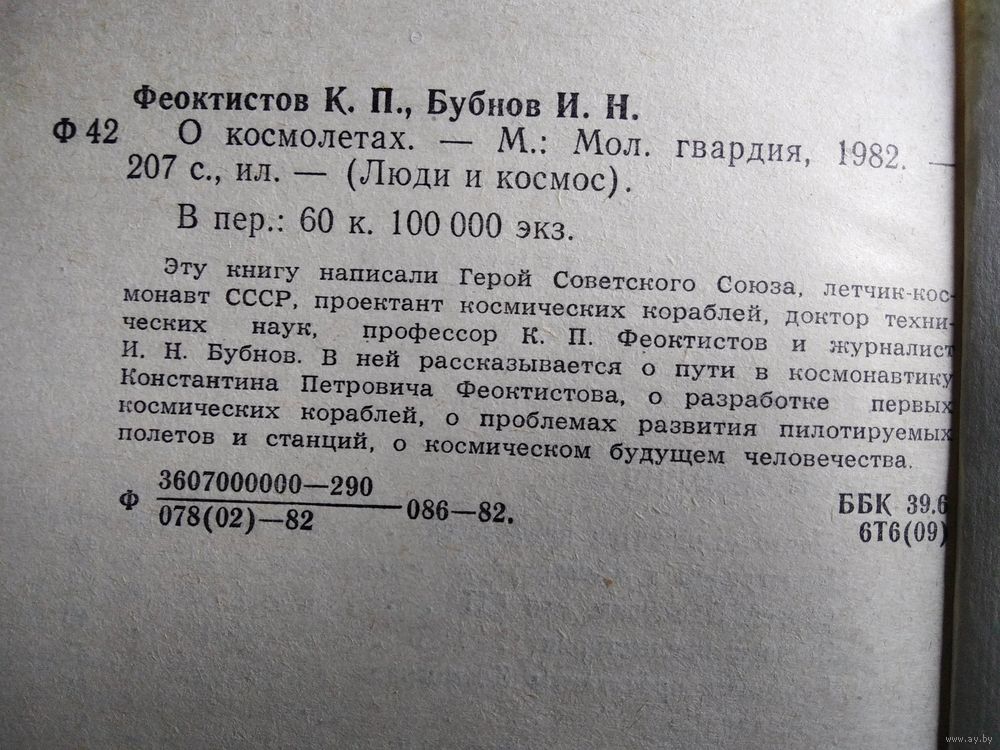 Феоктистов К. П., Бубнов И. Н.
Ф 42 О космолетах. — М.: Мол. гвардия, 1982. —
207 с., ил. — (Люди и космос).
В пер.: 60 к. 100 000 экз.
Эту книгу написали Герой Советского Союза, летчик-кос-
монавт СССР, проектант космических кораблей, доктор техни-
ческих наук, профессор К. П. Феоктистов и журналист
И. Н. Бубнов. В ней рассказывается о пути в космонавтику
Константина Петровича Феоктистова, о разработке первых
космических кораблей, о проблемах развития пилотируемых
полетов и станций, о космическом будущем человечества.
Ф 3607000000—290
078(02)—82 086—82.
ББК 39.6
6Т6(09)
www.ay.by